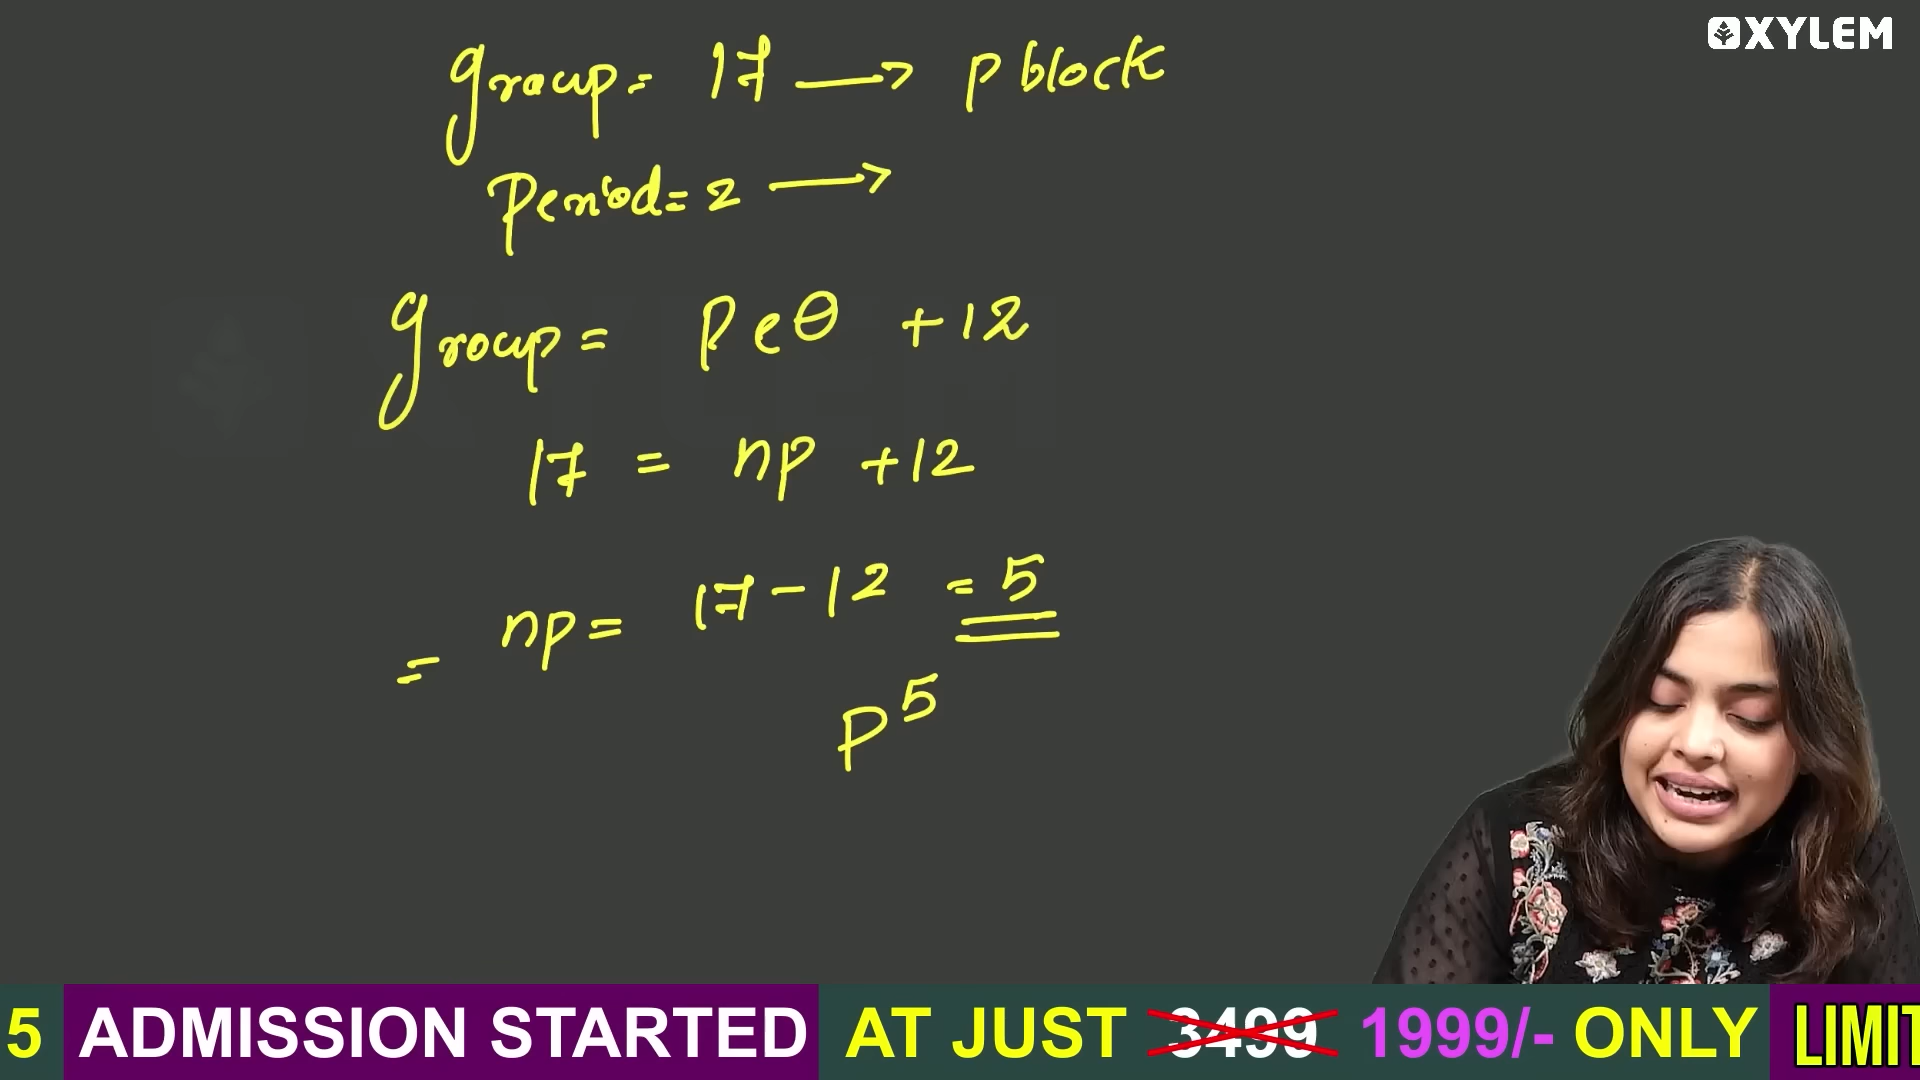 XYLEM
group = 17 → p block
Period = 2 →
group = p eθ +12
17 = np +12
= np = 17 - 12 = 5
p⁵
5 ADMISSION STARTED AT JUST 3499 1999/- ONLY LIMIT